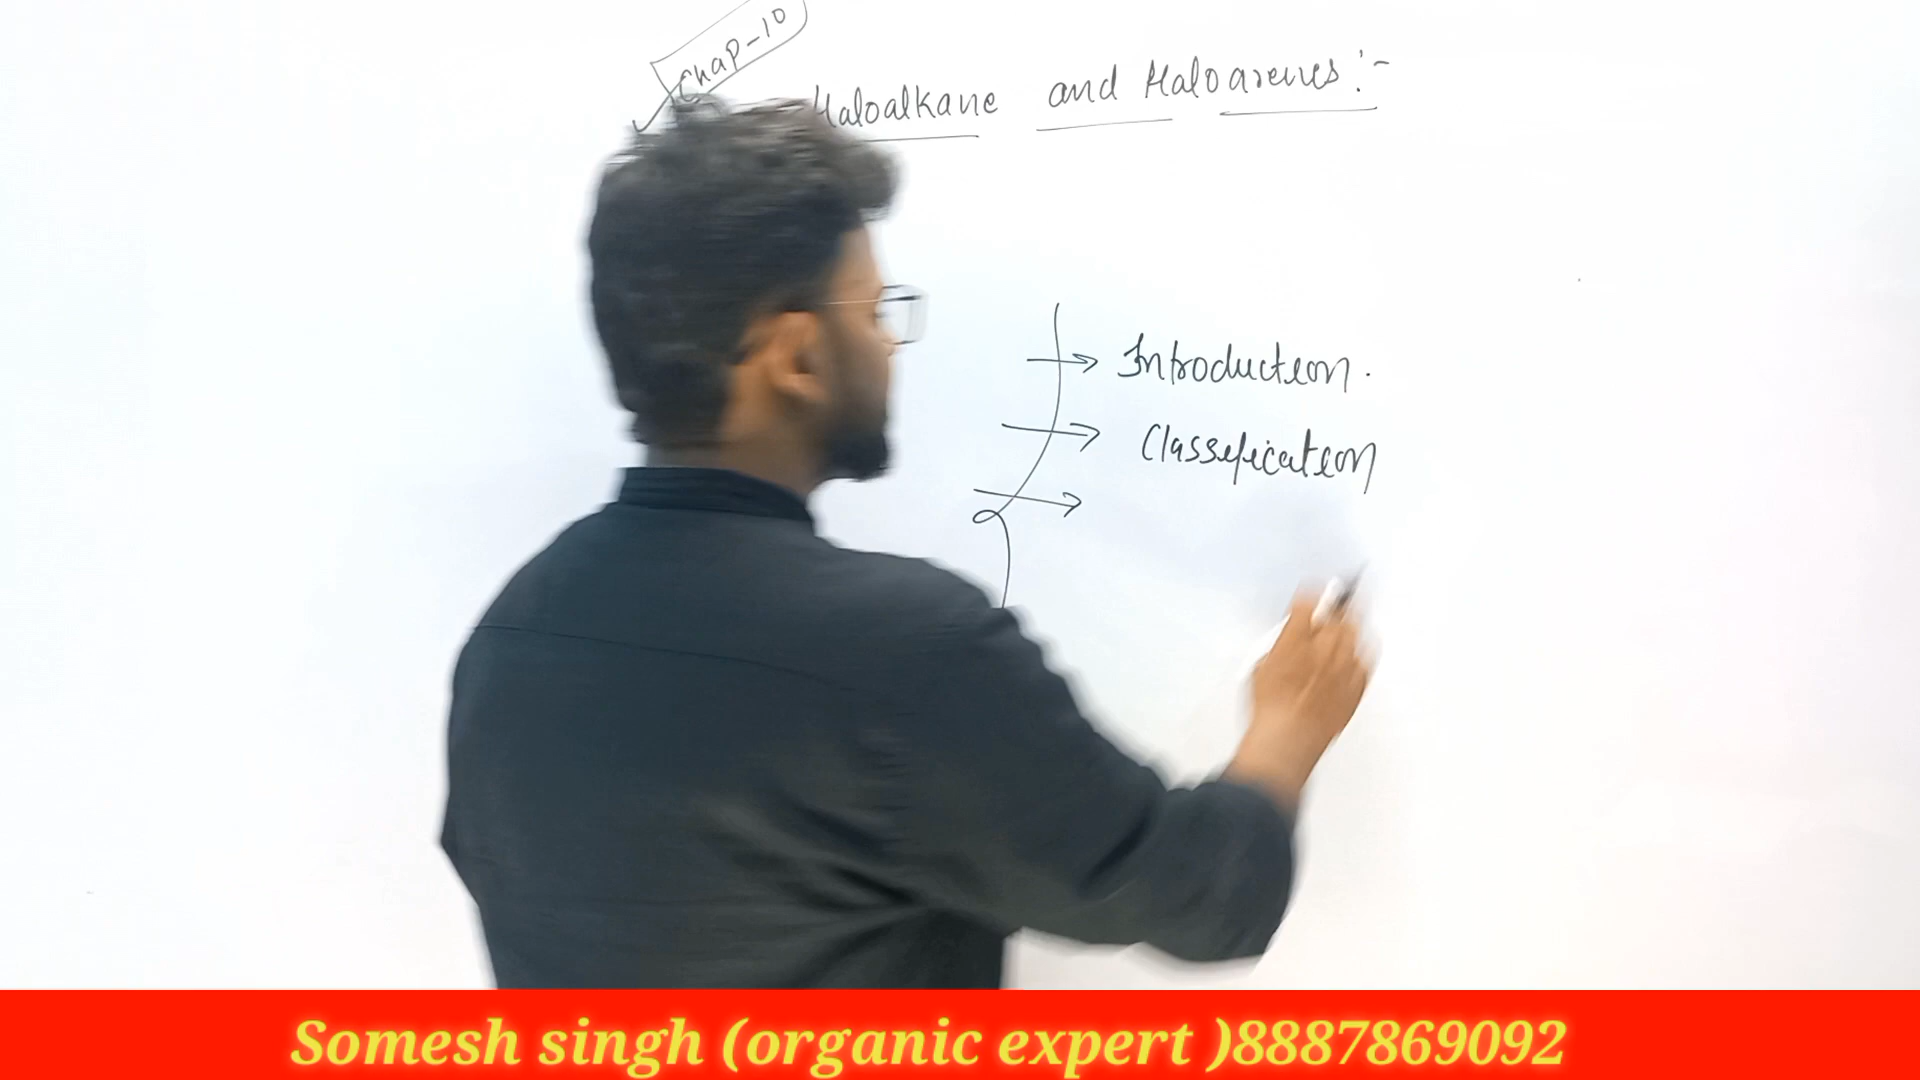 Chap-10
Haloalkane and Haloarenes :-
Introduction.
Classification
Somesh singh (organic expert )8887869092